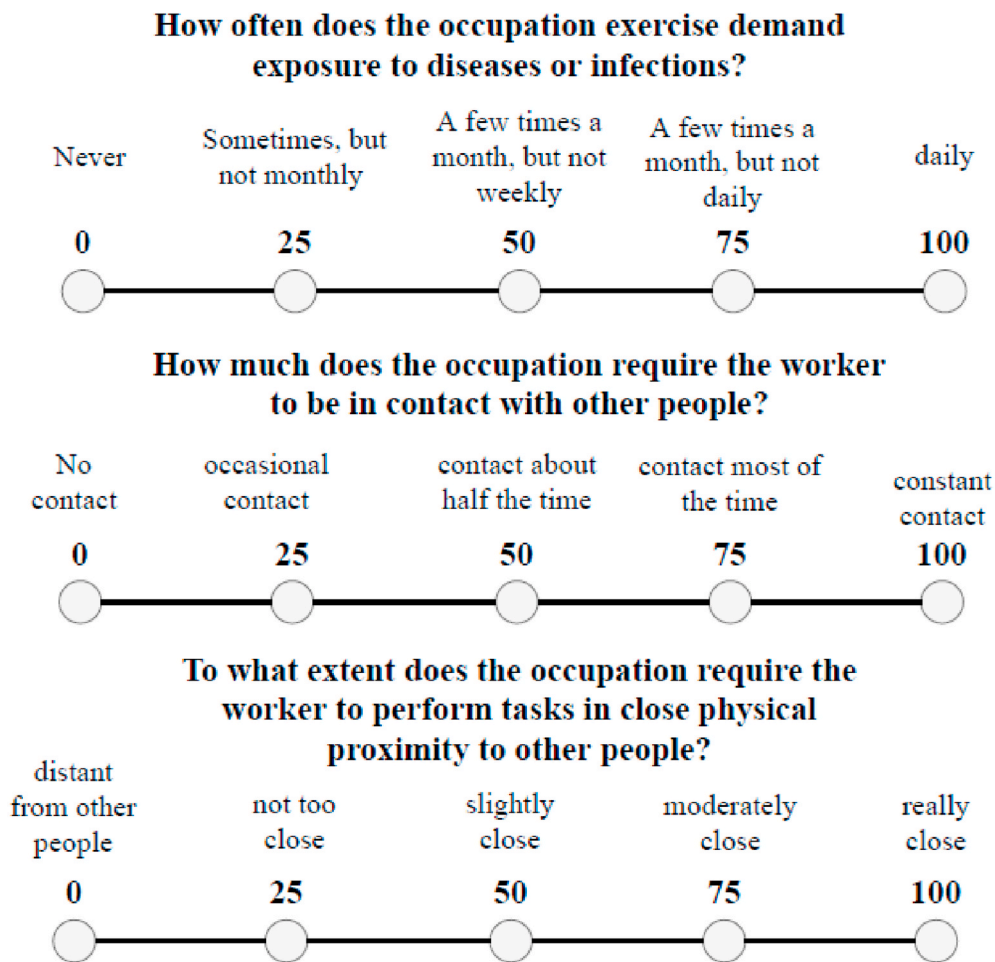 How often does the occupation exercise demand
exposure to diseases or infections?
Never
Sometimes, but
not monthly
A few times a
month, but not
weekly
A few times a
month, but not
daily
daily
0 25 50 75 100
How much does the occupation require the worker
to be in contact with other people?
No
contact
occasional
contact
contact about
half the time
contact most of
the time
constant
contact
0 25 50 75 100
To what extent does the occupation require the
worker to perform tasks in close physical
proximity to other people?
distant
from other
people
not too
close
slightly
close
moderately
close
really
close
0 25 50 75 100